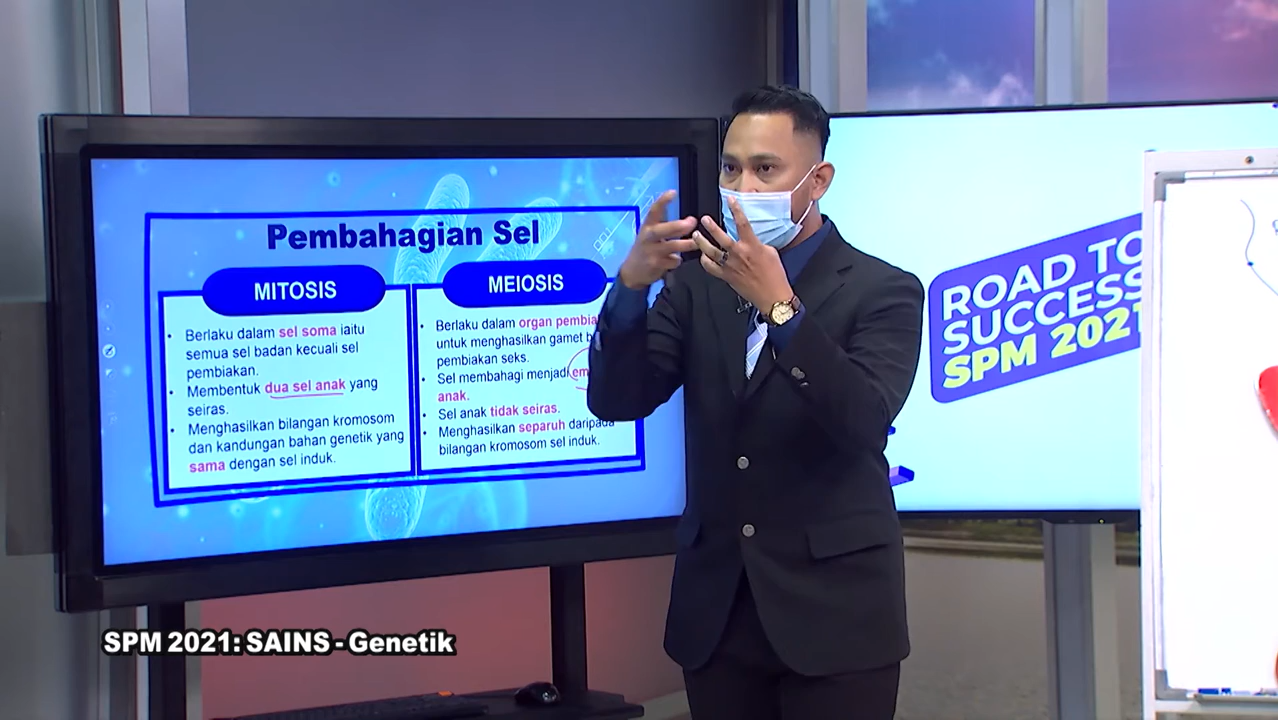 Pembahagian Sel
MITOSIS
• Berlaku dalam sel soma iaitu
semua sel badan kecuali sel
pembiakan.
• Membentuk dua sel anak yang
seiras.
• Menghasilkan bilangan kromosom
dan kandungan bahan genetik yang
sama dengan sel induk.
MEIOSIS
• Berlaku dalam organ
untuk menghasilkan gamet
pembiakan seks.
• Sel membahagi menjadi
anak.
• Sel anak tidak seiras.
• Menghasilkan separuh daripada
bilangan kromosom sel induk.
ROAD TO
SUCCESS
SPM 2021
SPM 2021: SAINS - Genetik